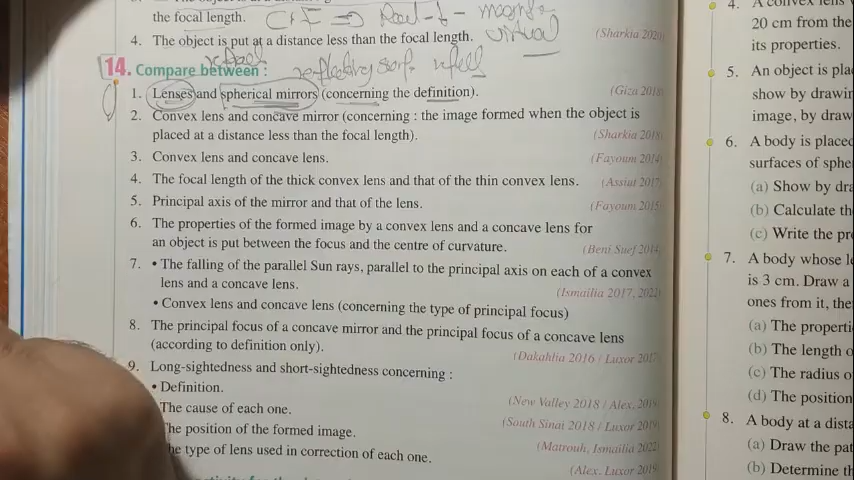 the focal length. C F => Real
4. The object is put at a distance less than the focal length. virtual (Sharkia 2020)
14. Compare between :
1. Lenses and spherical mirrors (concerning the definition). (Giza 2018
2. Convex lens and concave mirror (concerning : the image formed when the object is
placed at a distance less than the focal length). (Sharkia 2018)
3. Convex lens and concave lens. (Fayoum 2014)
4. The focal length of the thick convex lens and that of the thin convex lens. (Assiut 2017)
5. Principal axis of the mirror and that of the lens. (Fayoum 2015)
6. The properties of the formed image by a convex lens and a concave lens for
an object is put between the focus and the centre of curvature. (Beni Suef 2014)
7. • The falling of the parallel Sun rays, parallel to the principal axis on each of a convex
lens and a concave lens. (Ismailia 2017, 2022)
• Convex lens and concave lens (concerning the type of principal focus)
8. The principal focus of a concave mirror and the principal focus of a concave lens
(according to definition only). (Dakahlia 2016 / Luxor 2017)
9. Long-sightedness and short-sightedness concerning :
• Definition. (New Valley 2018 / Alex.
The cause of each one. (South Sinai 2018 / Luxor
The position of the formed image. (Matrouh, Ismailia 2022)
he type of lens used in correction of each one. (Alex. Luxor 2019
4. A convex lens
20 cm from the
its properties.
5. An object is pla
show by drawin
image, by draw
6. A body is placed
surfaces of sphe
(a) Show by dra
(b) Calculate th
(c) Write the pr
7. A body whose le
is 3 cm. Draw a
ones from it, the
(a) The properti
(b) The length o
(c) The radius o
(d) The position
8. A body at a dista
(a) Draw the pat
(b) Determine th